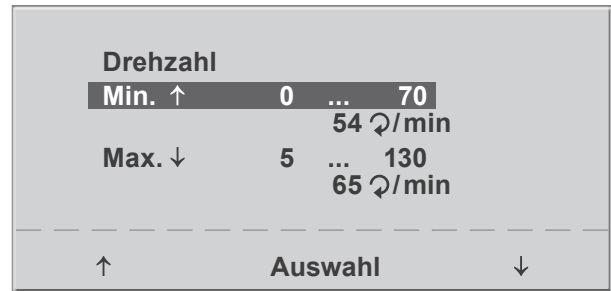 Drehzahl
Min. ↑ 0 ... 70
54 ↻/min
Max. ↓ 5 ... 130
65 ↻/min
↑ Auswahl ↓